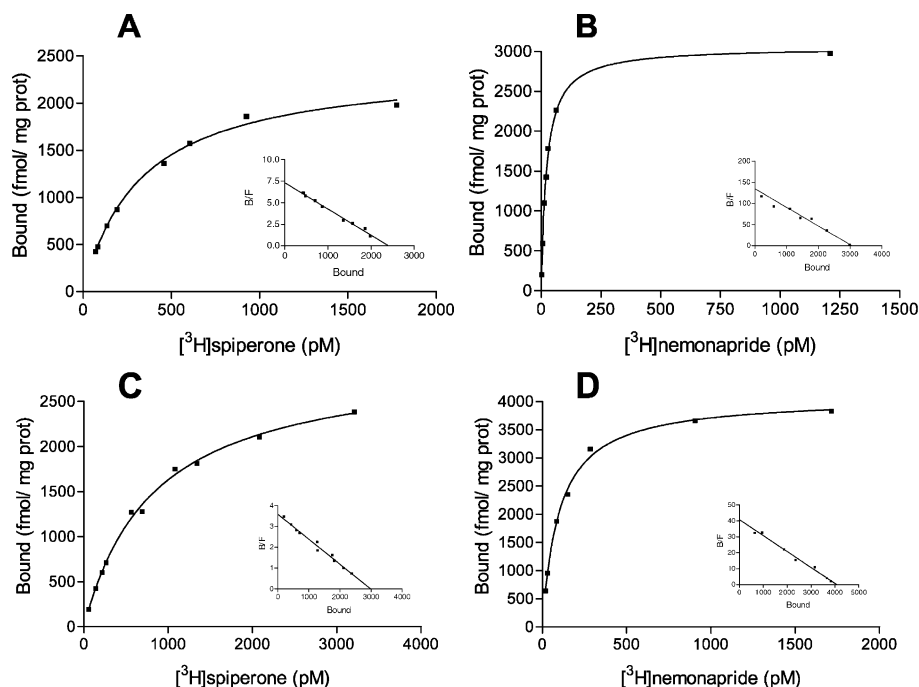 A
B
Bound (fmol/ mg prot)
2500
2000
1500
1000
500
0
0 500 1000 1500 2000
[³H]spiperone (pM)
B/F
10.0
7.5
5.0
2.5
0.0
0 1000 2000 3000
Bound
Bound (fmol/ mg prot)
3000
2500
2000
1500
1000
500
0
0 250 500 750 1000 1250 1500
[³H]nemonapride (pM)
B/F
200
150
100
50
0
0 1000 2000 3000 4000
Bound
C
D
Bound (fmol/ mg prot)
2500
2000
1500
1000
500
0
0 1000 2000 3000 4000
[³H]spiperone (pM)
B/F
4
3
2
1
0
0 1000 2000 3000 4000
Bound
Bound (fmol/ mg prot)
4000
3500
3000
2500
2000
1500
1000
500
0
0 500 1000 1500 2000
[³H]nemonapride (pM)
B/F
50
40
30
20
10
0
0 1000 2000 3000 4000 5000
Bound